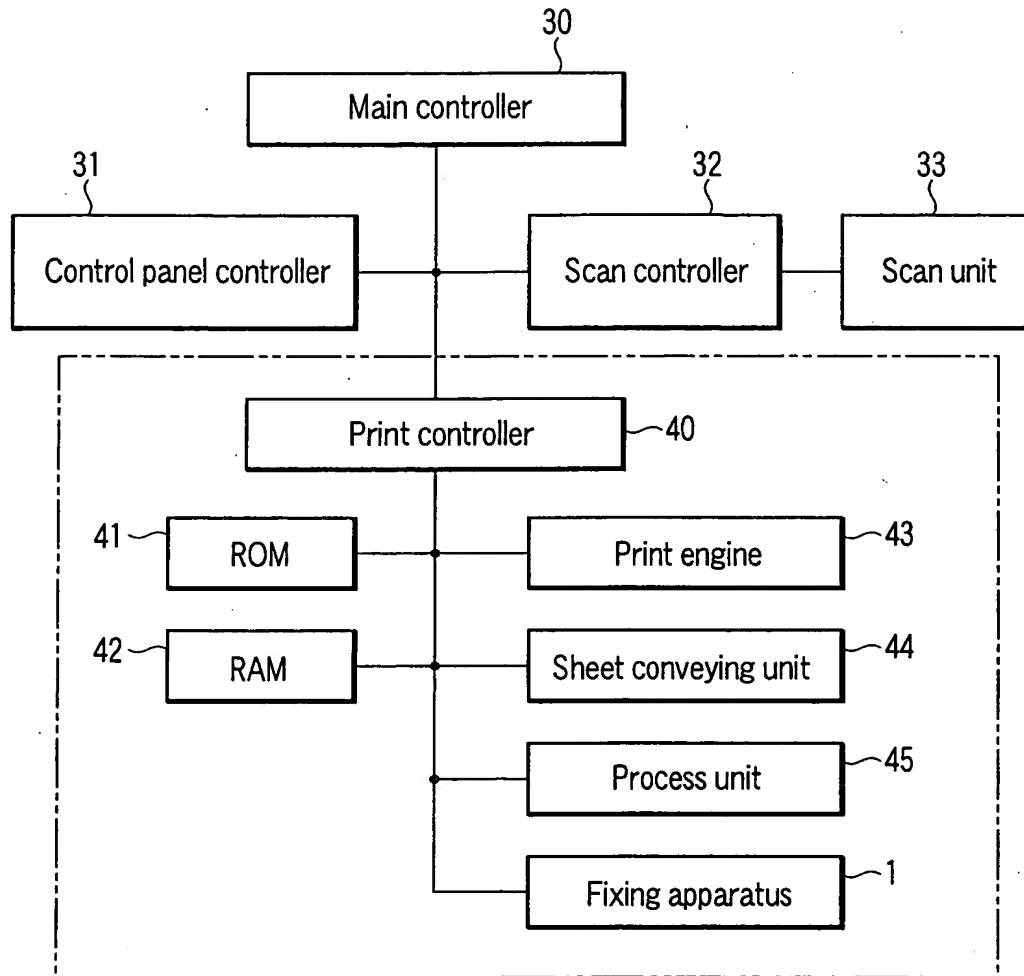 30
Main controller
31
32
33
Control panel controller
Scan controller
Scan unit
Print controller
40
41
ROM
Print engine
43
42
RAM
Sheet conveying unit
44
Process unit
45
Fixing apparatus
1